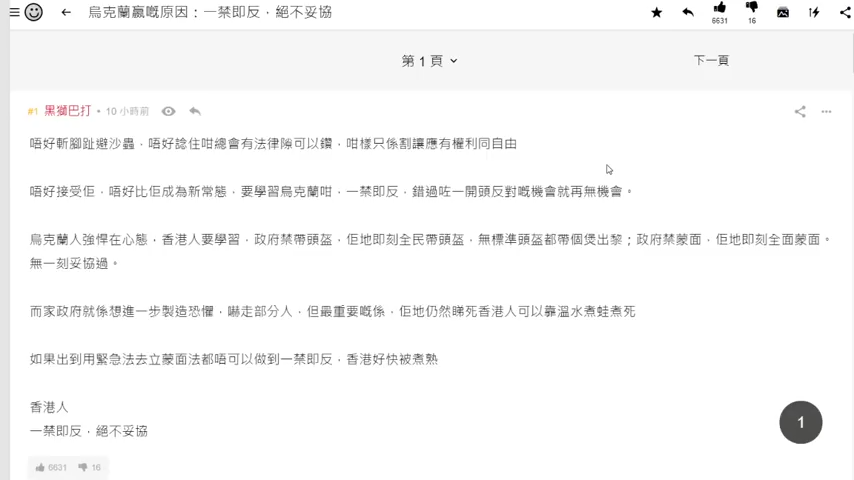 烏克蘭贏嘅原因：一禁即反，絕不妥協
6631
16
第 1 頁
下一頁
#1 黑獅巴打 • 10 小時前
唔好斬腳趾避沙蟲，唔好諗住咁總會有法律隙可以鑽，咁樣只係割讓應有權利同自由
唔好接受佢，唔好比佢成為新常態，要學習烏克蘭咁，一禁即反，錯過咗一開頭反對嘅機會就再無機會。
烏克蘭人強悍在心態，香港人要學習，政府禁帶頭盔，佢地即刻全民帶頭盔，無標準頭盔都帶個煲出黎；政府禁蒙面，佢地即刻全面蒙面。
無一刻妥協過。
而家政府就係想進一步製造恐懼，嚇走部分人，但最重要嘅係，佢地仍然睇死香港人可以靠溫水煮蛙煮死
如果出到用緊急法去立蒙面法都唔可以做到一禁即反，香港好快被煮熟
香港人
一禁即反，絕不妥協
1
6631
16